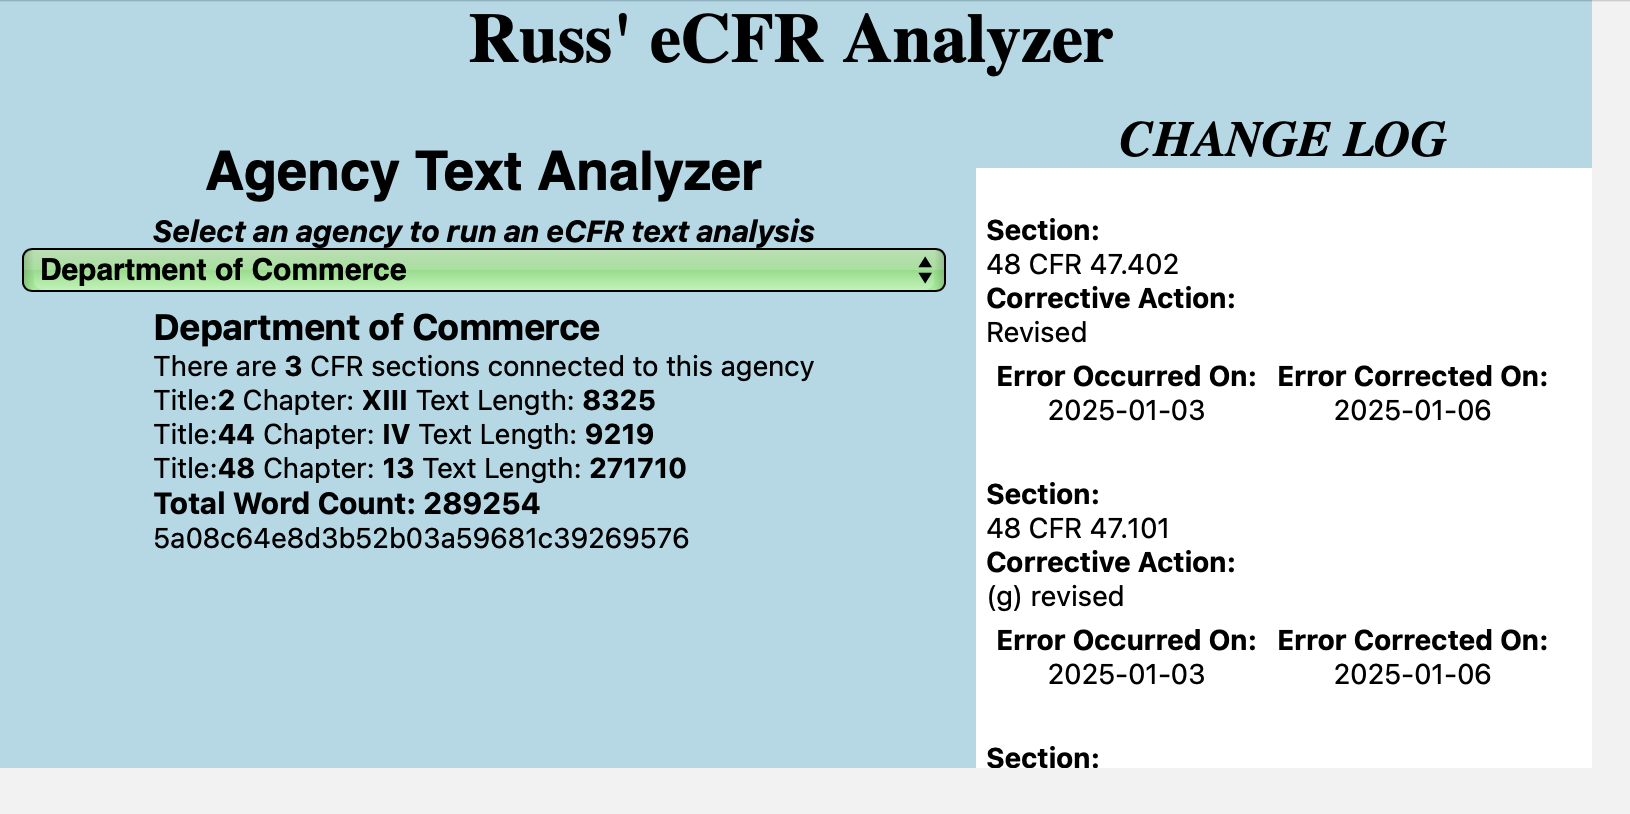 Russ' eCFR Analyzer
Agency Text Analyzer
Select an agency to run an eCFR text analysis
Department of Commerce
Department of Commerce
There are 3 CFR sections connected to this agency
Title:2 Chapter: XIII Text Length: 8325
Title:44 Chapter: IV Text Length: 9219
Title:48 Chapter: 13 Text Length: 271710
Total Word Count: 289254
5a08c64e8d3b52b03a59681c39269576
CHANGE LOG
Section:
48 CFR 47.402
Corrective Action:
Revised
Error Occurred On: Error Corrected On:
2025-01-03 2025-01-06
Section:
48 CFR 47.101
Corrective Action:
(g) revised
Error Occurred On: Error Corrected On:
2025-01-03 2025-01-06
Section: